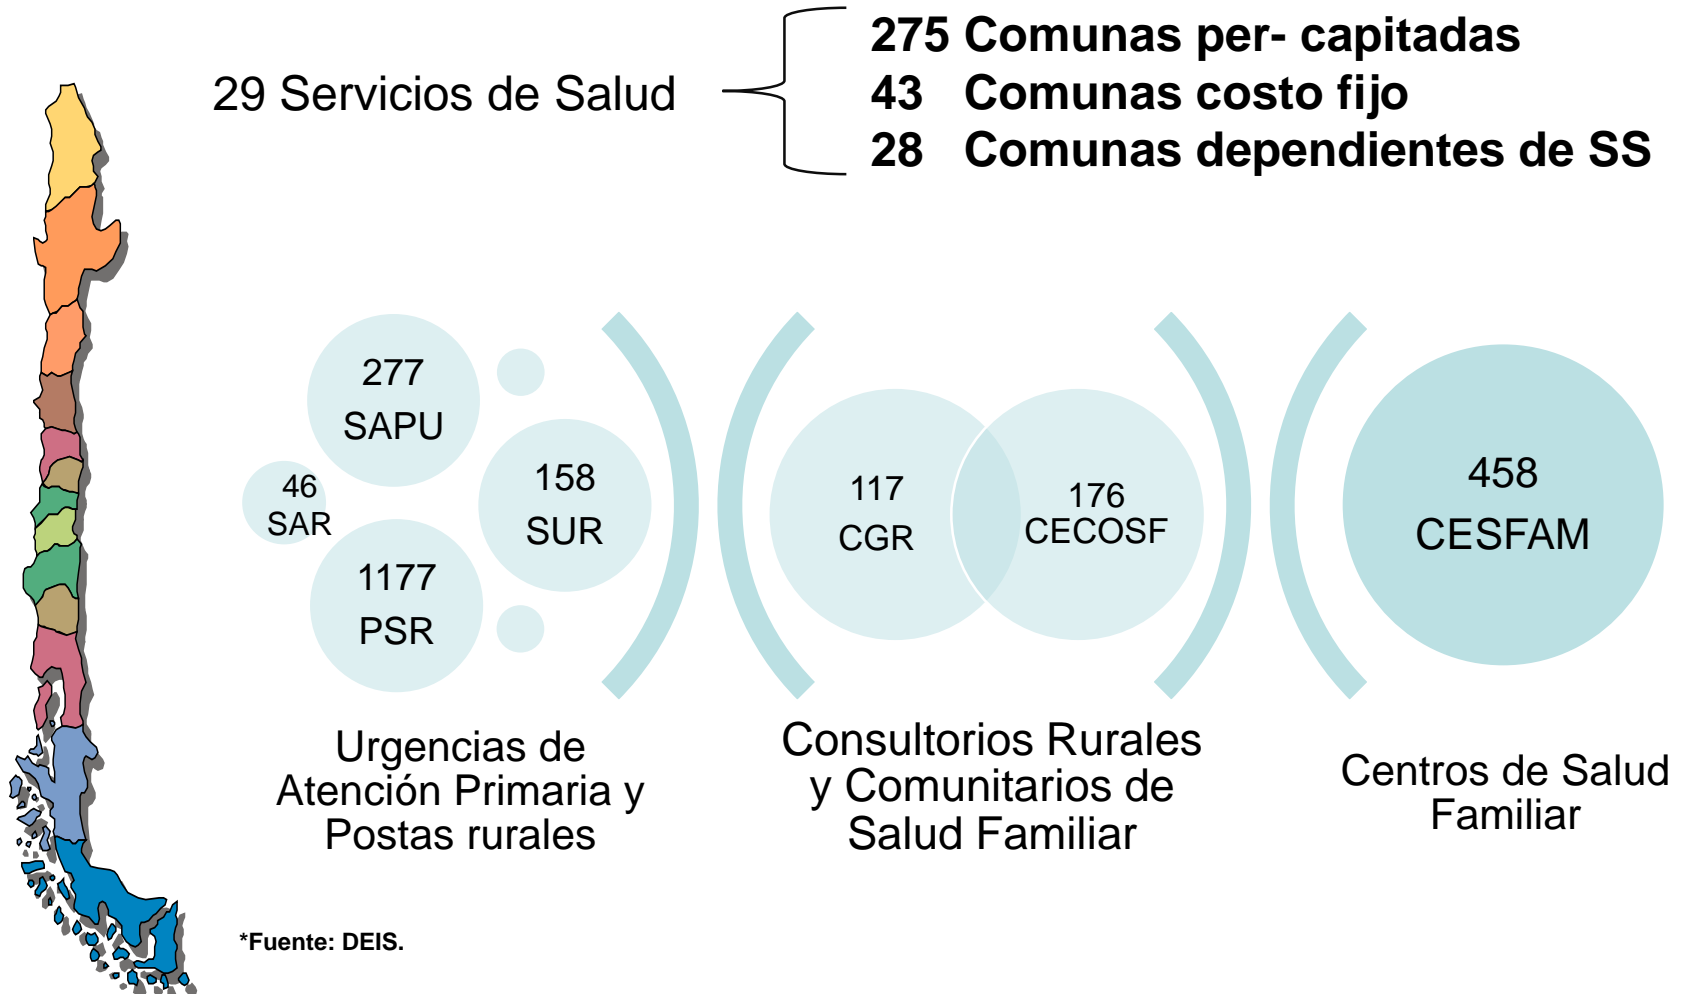 29 Servicios de Salud
275 Comunas per- capitadas
43 Comunas costo fijo
28 Comunas dependientes de SS
277
SAPU
46
SAR
158
SUR
1177
PSR
117
CGR
176
CECOSF
458
CESFAM
Urgencias de
Atención Primaria y
Postas rurales
Consultorios Rurales
y Comunitarios de
Salud Familiar
Centros de Salud
Familiar
*Fuente: DEIS.